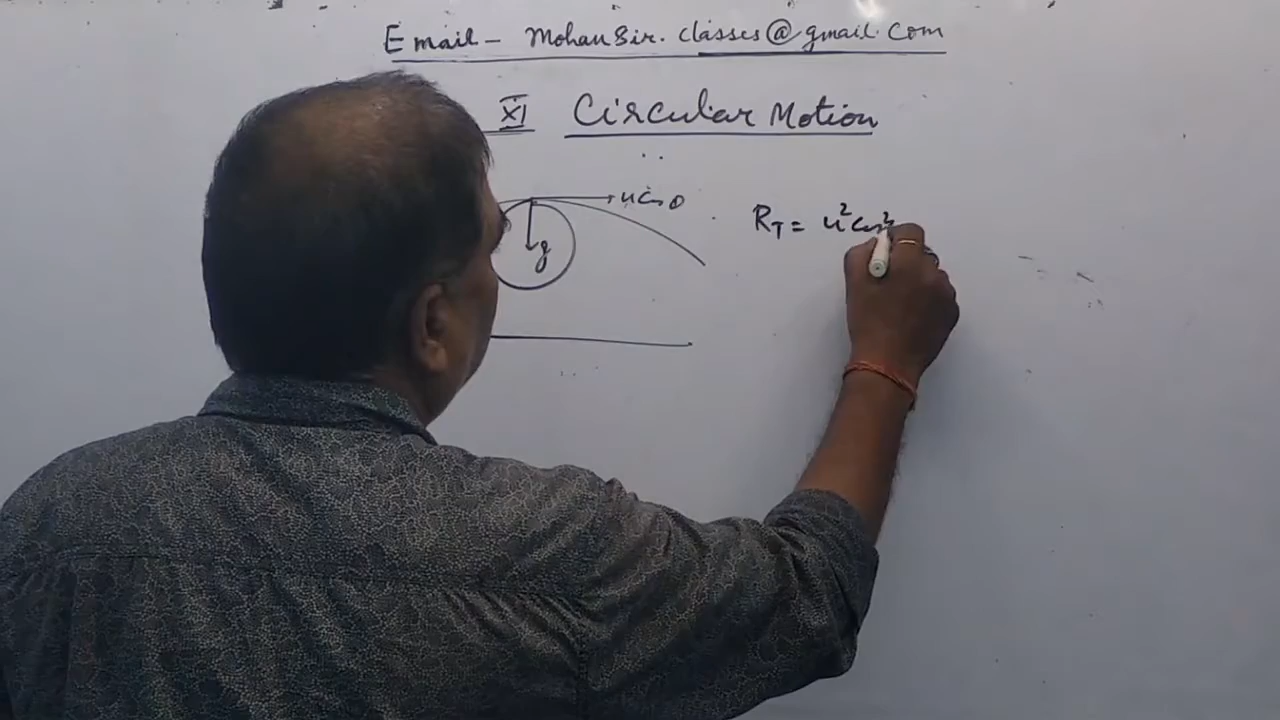 Email - MohanSir.classes@gmail.com
XI Circular Motion
u cos θ
R_T = u² cos²
g